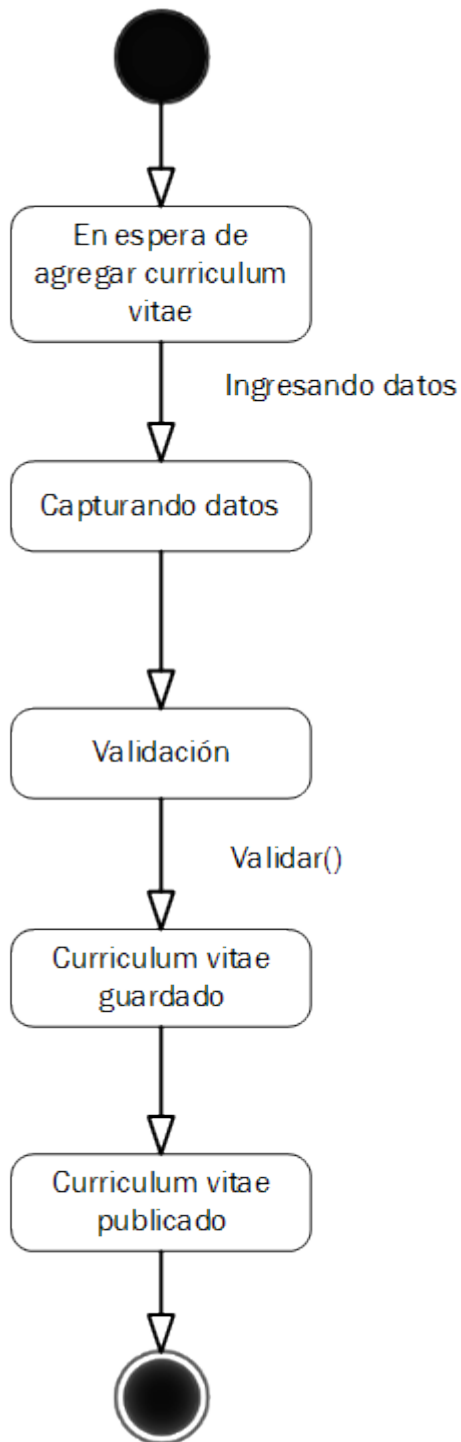 En espera de
agregar curriculum
vitae
Ingresando datos
Capturando datos
Validación
Validar()
Curriculum vitae
guardado
Curriculum vitae
publicado